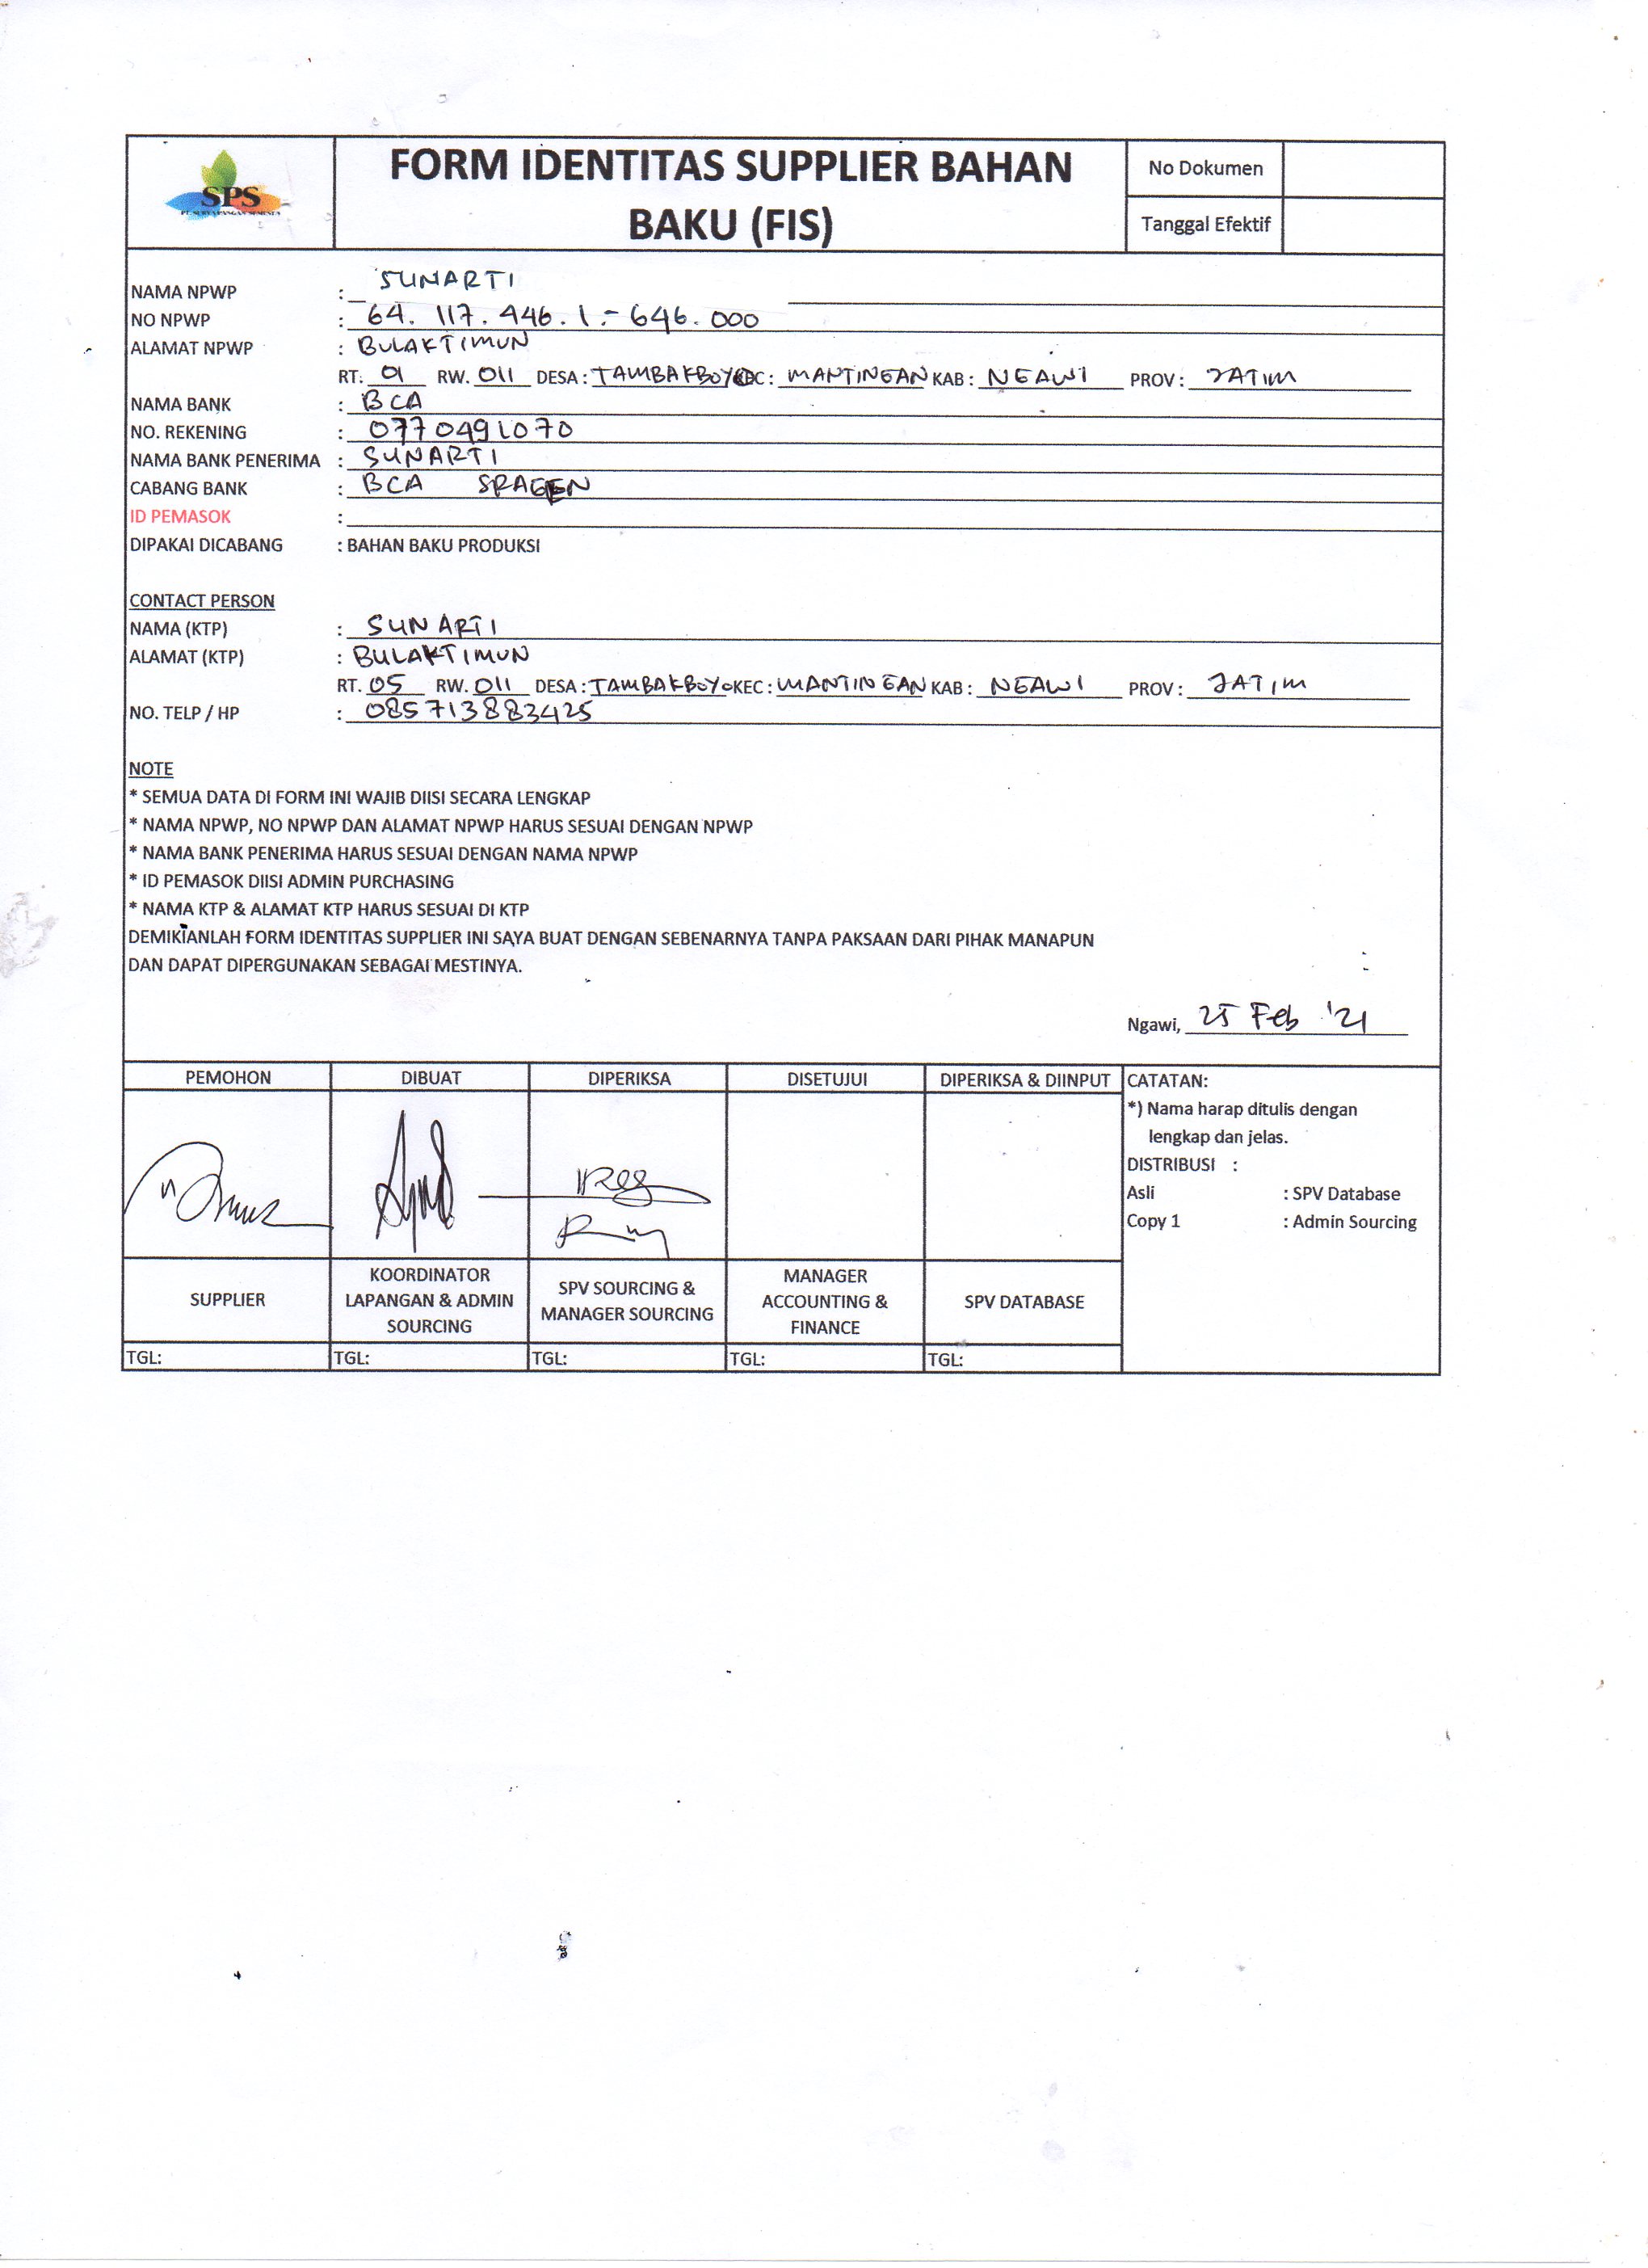 SPS
FORM IDENTITAS SUPPLIER BAHAN
BAKU (FIS)
No Dokumen
Tanggal Efektif
NAMA NPWP : SUNARTI
NO NPWP : 64. 117. 446. 1 - 646. 000
ALAMAT NPWP : BULAKTIMUN
RT. 01 RW. 011 DESA : TAMBAKBOYO KEC : MANTINGAN KAB : NGAWI PROV : JATIM
NAMA BANK : BCA
NO. REKENING : 0770491070
NAMA BANK PENERIMA : SUNARTI
CABANG BANK : BCA SRAGEN
ID PEMASOK :
DIPAKAI DICABANG : BAHAN BAKU PRODUKSI
CONTACT PERSON
NAMA (KTP) : SUNARTI
ALAMAT (KTP) : BULAKTIMUN
RT. 05 RW. 011 DESA : TAMBAKBOYO KEC : MANTINGAN KAB : NGAWI PROV : JATIM
NO. TELP / HP : 085713883425
NOTE
* SEMUA DATA DI FORM INI WAJIB DIISI SECARA LENGKAP
* NAMA NPWP, NO NPWP DAN ALAMAT NPWP HARUS SESUAI DENGAN NPWP
* NAMA BANK PENERIMA HARUS SESUAI DENGAN NAMA NPWP
* ID PEMASOK DIISI ADMIN PURCHASING
* NAMA KTP & ALAMAT KTP HARUS SESUAI DI KTP
DEMIKIANLAH FORM IDENTITAS SUPPLIER INI SAYA BUAT DENGAN SEBENARNYA TANPA PAKSAAN DARI PIHAK MANAPUN
DAN DAPAT DIPERGUNAKAN SEBAGAI MESTINYA.
Ngawi, 25 Feb '21
PEMOHON DIBUAT DIPERIKSA DISETUJUI DIPERIKSA & DIINPUT CATATAN:
*) Nama harap ditulis dengan
lengkap dan jelas.
DISTRIBUSI :
Asli : SPV Database
Copy 1 : Admin Sourcing
SUPPLIER
KOORDINATOR
LAPANGAN & ADMIN
SOURCING
SPV SOURCING &
MANAGER SOURCING
MANAGER
ACCOUNTING &
FINANCE
SPV DATABASE
TGL: TGL: TGL: TGL: TGL: